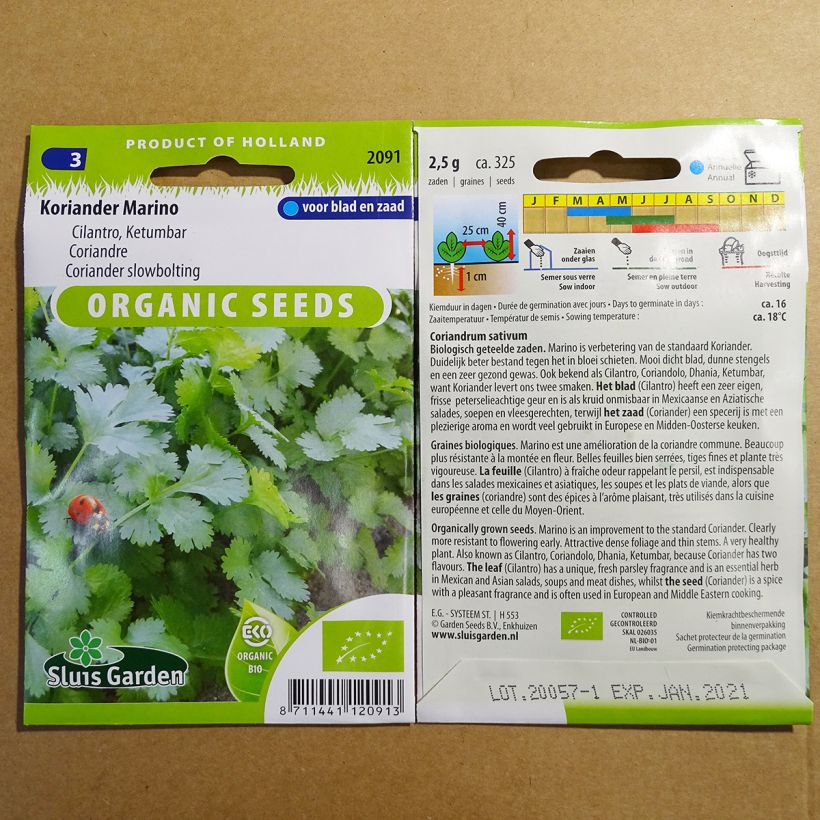 PRODUCT OF HOLLAND
3
2091
Koriander Marino
voor blad en zaad
Cilantro, Ketumbar
Coriandre
Coriander slowbolting
ORGANIC SEEDS
Sluis Garden
EKO
ORGANIC
BIO
8 711441 120913
2,5 g ca. 325
zaden | graines | seeds
Annuelle
Annual
J F M A M J J A S O N D
25 cm
40 cm
1 cm
Zaaien
onder glas
Semer sous verre
Sow indoor
Semer en pleine terre
Sow outdoor
Oogsttijd
Récolte
Harvesting
Kiemduur in dagen • Durée de germination avec jours • Days to germinate in days : ca. 16
Zaaitemperatuur • Températur de semis • Sowing temperature : ca. 18°C
Coriandrum sativum
Biologisch geteelde zaden. Marino is verbetering van de standaard Koriander.
Duidelijk beter bestand tegen het in bloei schieten. Mooi dicht blad, dunne stengels
en een zeer gezond gewas. Ook bekend als Cilantro, Coriandolo, Dhania, Ketumbar,
want Koriander levert ons twee smaken. Het blad (Cilantro) heeft een zeer eigen,
frisse peterselieachtige geur en is als kruid onmisbaar in Mexicaanse en Aziatische
salades, soepen en vleesgerechten, terwijl het zaad (Coriander) een specerij is met een
plezierige aroma en wordt veel gebruikt in Europese en Midden-Oosterse keuken.
Graines biologiques. Marino est une amélioration de la coriandre commune. Beaucoup
plus résistante à la montée en fleur. Belles feuilles bien serrées, tiges fines et plante très
vigoureuse. La feuille (Cilantro) à fraîche odeur rappelant le persil, est indispensable
dans les salades mexicaines et asiatiques, les soupes et les plats de viande, alors que
les graines (coriandre) sont des épices à l'arôme plaisant, très utilisés dans la cuisine
européenne et celle du Moyen-Orient.
Organically grown seeds. Marino is an improvement to the standard Coriander. Clearly
more resistent to flowering early. Attractive dense foliage and thin stems. A very healthy
plant. Also known as Cilantro, Coriandolo, Dhania, Ketumbar, because Coriander has two
flavours. The leaf (Cilantro) has a unique, fresh parsley fragrance and is an essential herb
in Mexican and Asian salads, soups and meat dishes, whilst the seed (Coriander) is a spice
with a pleasant fragrance and is often used in European and Middle Eastern cooking.
E.G. - SYSTEEM ST. | H 553
© Garden Seeds B.V., Enkhuizen
www.sluisgarden.nl
CONTROLLED
GECONTROLEERD
SKAL 026035
NL-BIO-01
EU Landbouw
Kiemkrachtbeschermende
binnenverpakking
Sachet protecteur de la germination
Germination protecting package
LOT.20057-1 EXP.JAN.2021